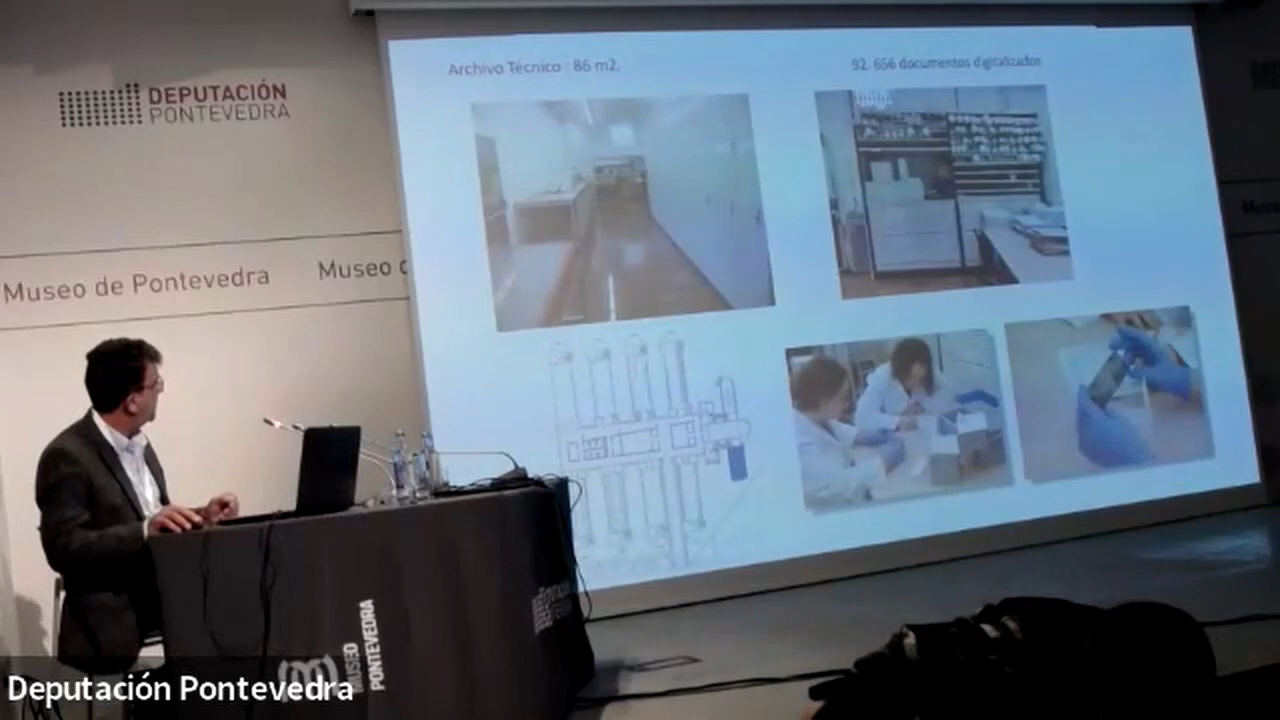 DEPUTACIÓN
PONTEVEDRA
Museo de Pontevedra
Museo
Archivo Técnico : 86 m2.
92. 656 documentos digitalizados
MUSEO
PONTEVEDRA
Deputación Pontevedra